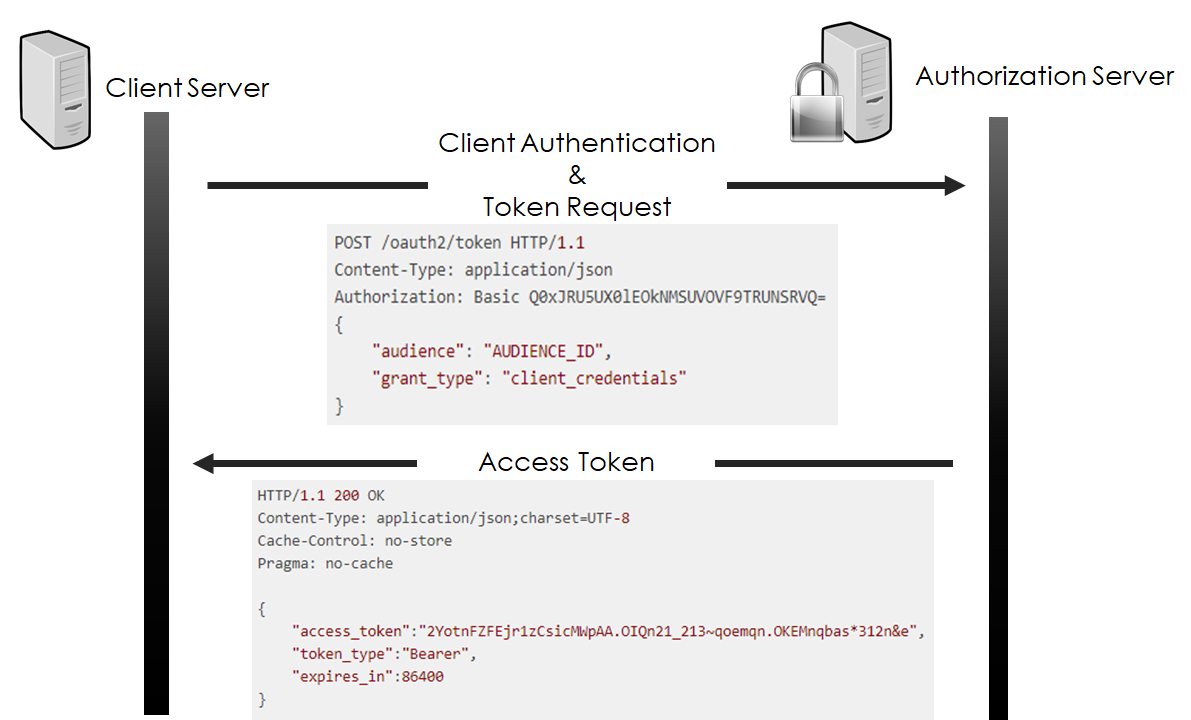 Client Server
Authorization Server
Client Authentication
&
Token Request
POST /oauth2/token HTTP/1.1
Content-Type: application/json
Authorization: Basic Q0xJRU5UX0lEOkNMSUVOVF9TRUNSRVQ=
{
    "audience": "AUDIENCE_ID",
    "grant_type": "client_credentials"
}
Access Token
HTTP/1.1 200 OK
Content-Type: application/json;charset=UTF-8
Cache-Control: no-store
Pragma: no-cache
{
    "access_token":"2YotnFZFEjr1zCsicMWpAA.OIQn21_213~qoemqn.OKEMnqbas*312n&e",
    "token_type":"Bearer",
    "expires_in":86400
}